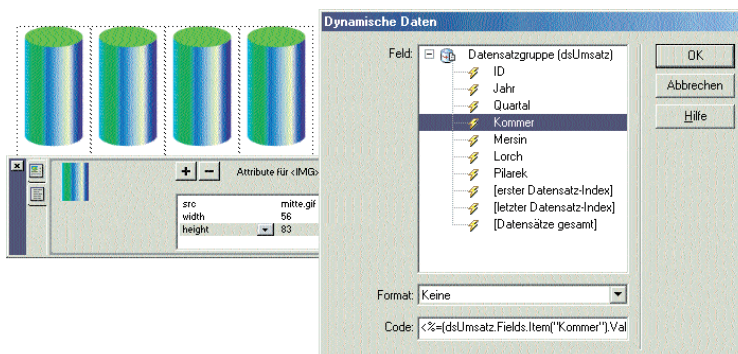 Dynamische Daten
Feld:
Datensatzgruppe (dsUmsatz)
ID
Jahr
Quartal
Kommer
Mersin
Lorch
Pilarek
[erster Datensatz-Index]
[letzter Datensatz-Index]
[Datensätze gesamt]
OK
Abbrechen
Hilfe
Format: Keine
Code: <%=(dsUmsatz.Fields.Item("Kommer").Val
Attribute für <IMG>
src mitte.gif
width 56
height 83